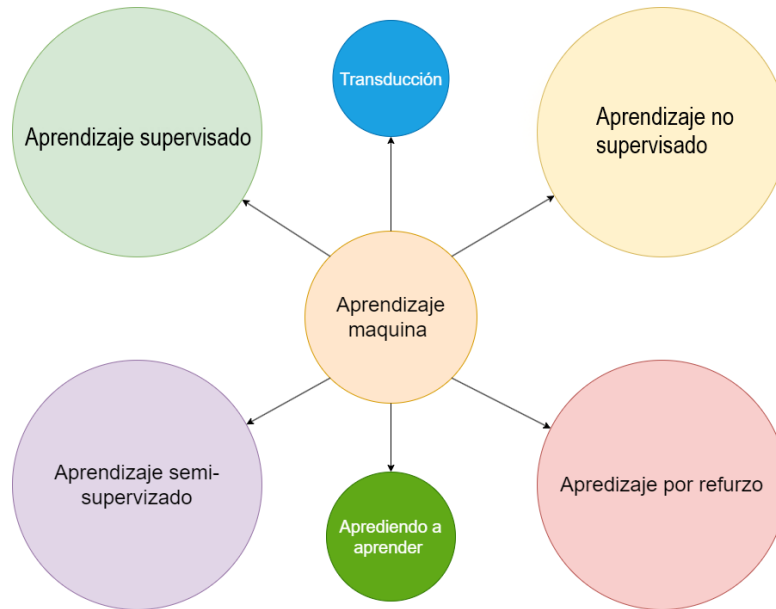 Transducción
Aprendizaje supervisado
Aprendizaje no
supervisado
Aprendizaje
maquina
Aprendizaje semi-
supervizado
Aprediendo a
aprender
Apredizaje por refurzo